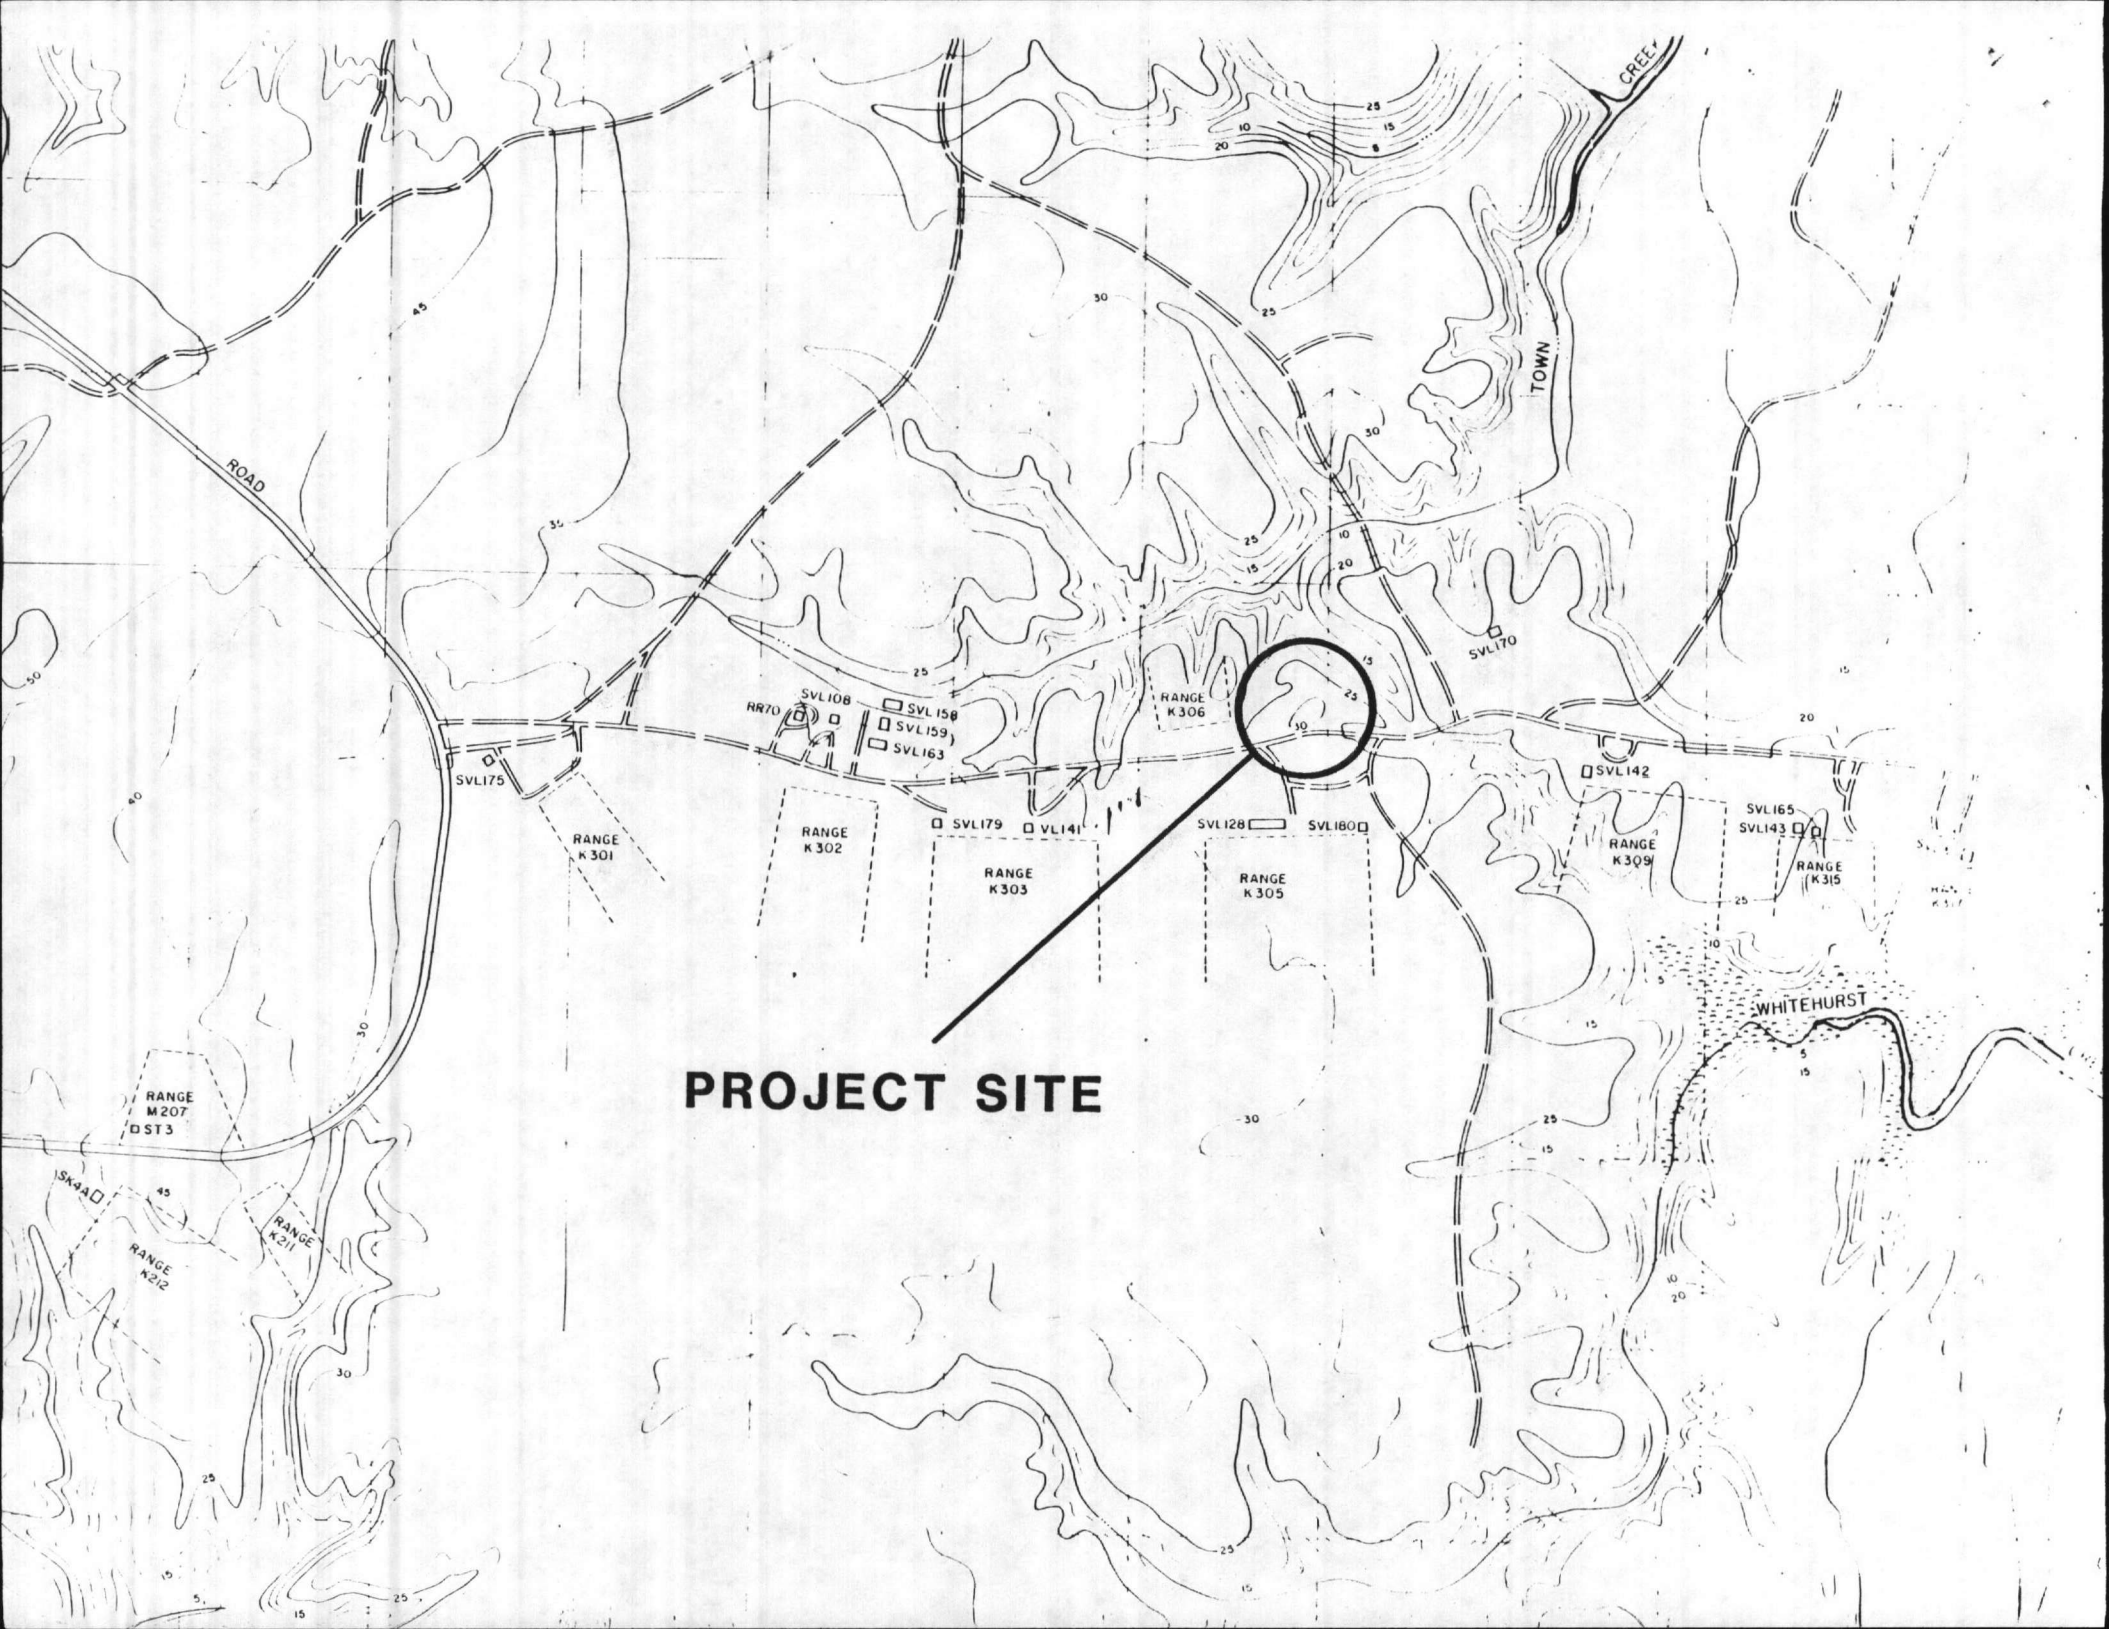 CREEK
25
15
10
8
20
45
30
25
TOWN
30
ROAD
35
25
10
15
20
50
SVL170
15
25
15
25
SVL108
RR70
SVL158
SVL159
SVL163
RANGE
K306
30
20
SVL175
SVL142
40
SVL179
VL141
SVL128
SVL180
SVL165
SVL143
RANGE
K301
RANGE
K302
RANGE
K303
RANGE
K305
RANGE
K309
RANGE
K315
25
10
5
WHITEHURST
15
5
15
30
PROJECT SITE
RANGE
M207
ST3
30
25
15
SK4A
45
RANGE
K211
RANGE
K212
10
20
30
25
25
15
15
5
15
25